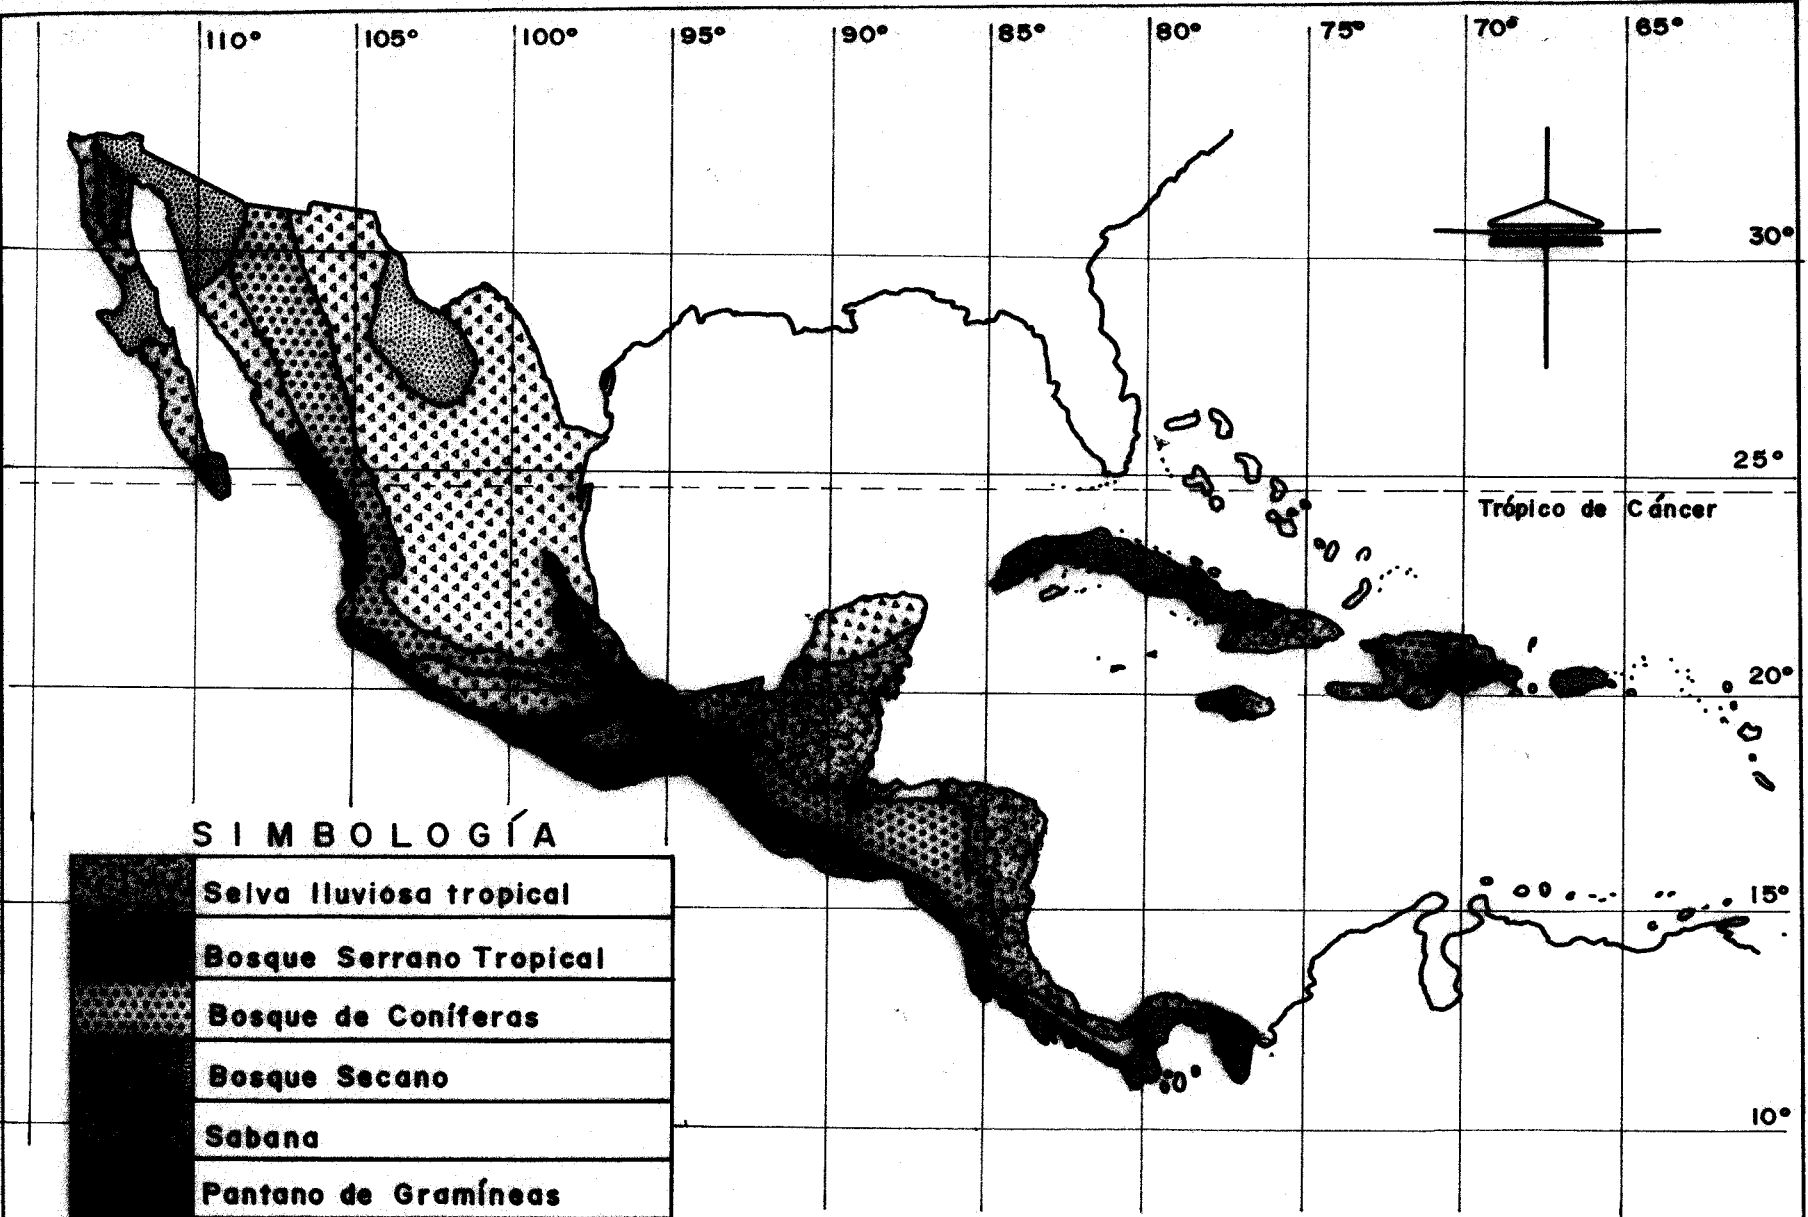 110° 105° 100° 95° 90° 85° 80° 75° 70° 65°
30°
25°
Trópico de Cáncer
20°
SIMBOLOGÍA
Selva lluviosa tropical
15°
Bosque Serrano Tropical
Bosque de Coníferas
Bosque Secano
10°
Sabana
Pantano de Gramíneas